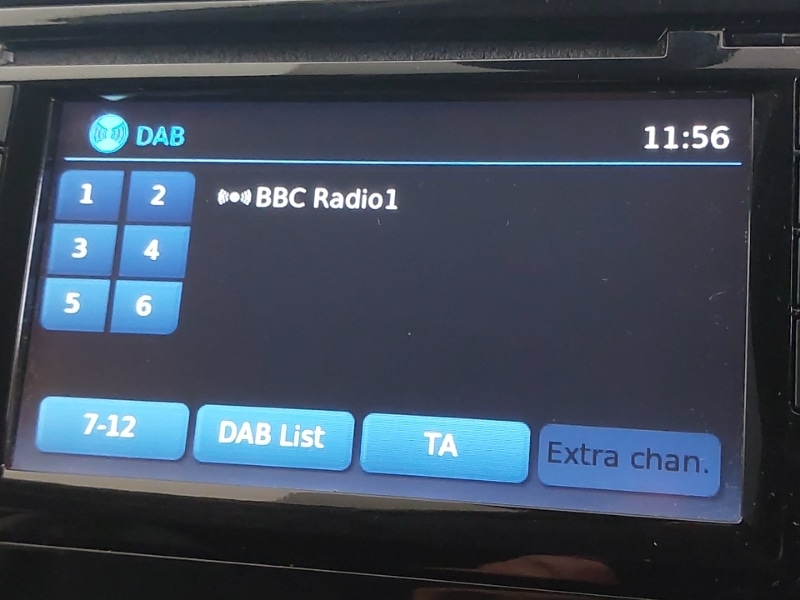 DAB 11:56
1 2 BBC Radio1
3 4
5 6
7-12 DAB List TA Extra chan.